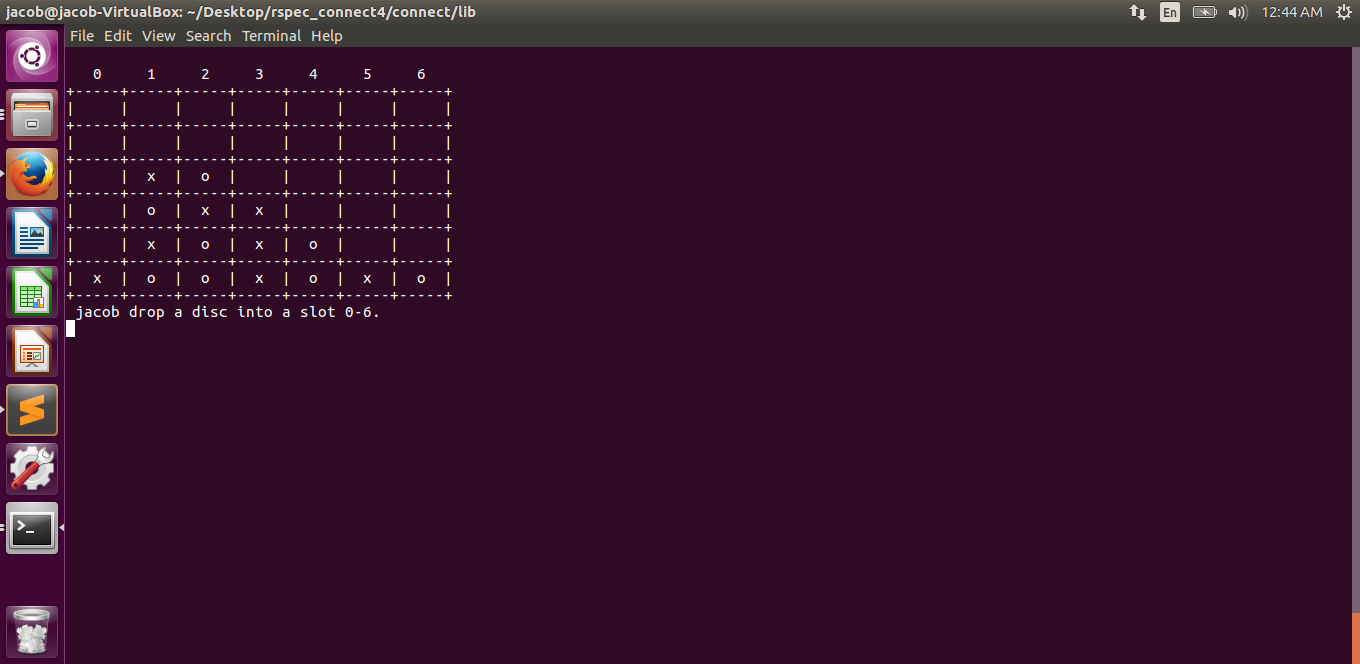 jacob@jacob-VirtualBox: ~/Desktop/rspec_connect4/connect/lib En 12:44 AM
File Edit View Search Terminal Help
0 1 2 3 4 5 6
+-----+-----+-----+-----+-----+-----+-----+
|     |     |     |     |     |     |     |
+-----+-----+-----+-----+-----+-----+-----+
|     |     |     |     |     |     |     |
+-----+-----+-----+-----+-----+-----+-----+
|     |  x  |  o  |     |     |     |     |
+-----+-----+-----+-----+-----+-----+-----+
|     |  o  |  x  |  x  |     |     |     |
+-----+-----+-----+-----+-----+-----+-----+
|     |  x  |  o  |  x  |  o  |     |     |
+-----+-----+-----+-----+-----+-----+-----+
|  x  |  o  |  o  |  x  |  o  |  x  |  o  |
+-----+-----+-----+-----+-----+-----+-----+
jacob drop a disc into a slot 0-6.